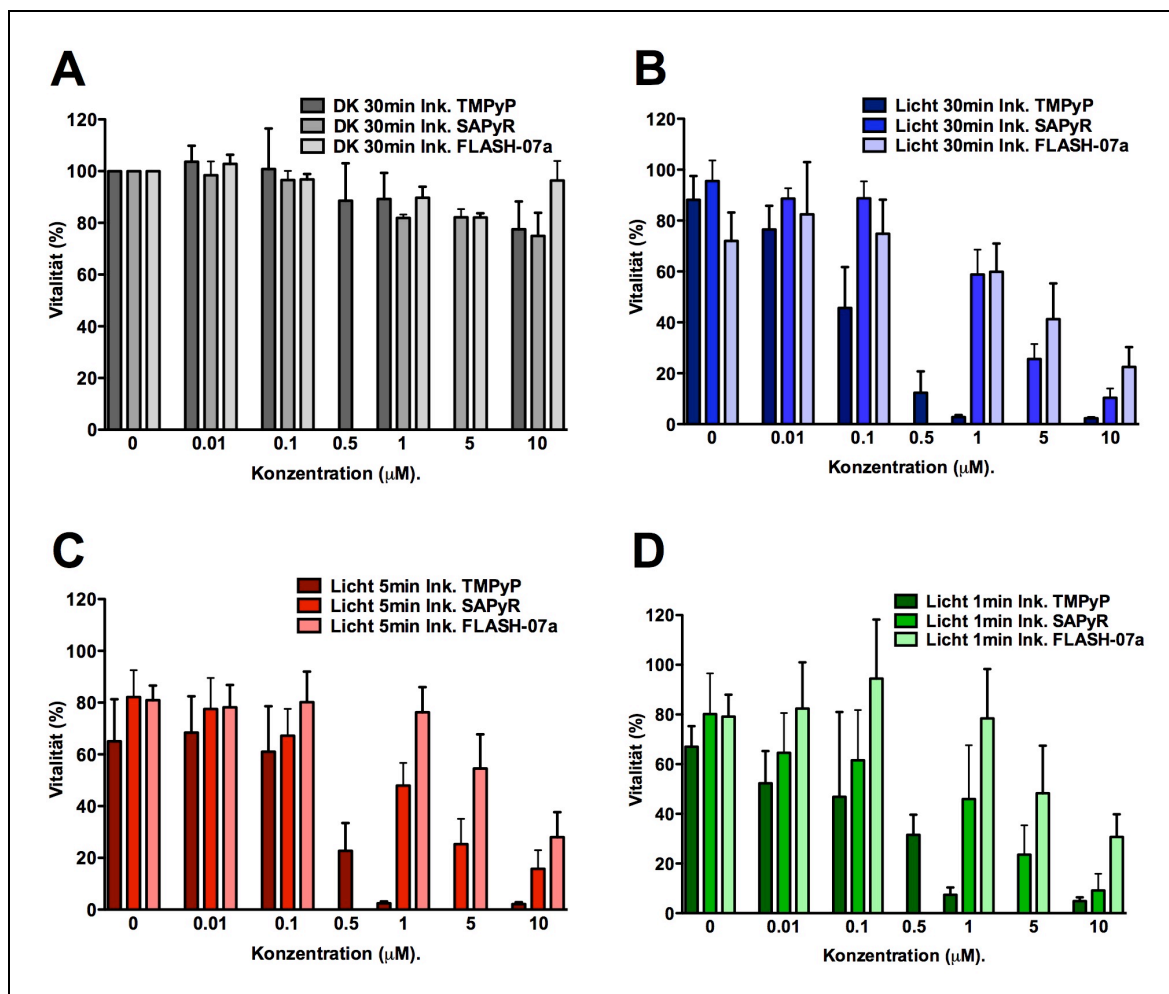 A
DK 30min Ink. TMPyP
DK 30min Ink. SAPyR
DK 30min Ink. FLASH-07a
120
100
80
60
40
20
0
Vitalität (%)
0 0.01 0.1 0.5 1 5 10
Konzentration (μM).
B
Licht 30min Ink. TMPyP
Licht 30min Ink. SAPyR
Licht 30min Ink. FLASH-07a
120
100
80
60
40
20
0
Vitalität (%)
0 0.01 0.1 0.5 1 5 10
Konzentration (μM).
C
Licht 5min Ink. TMPyP
Licht 5min Ink. SAPyR
Licht 5min Ink. FLASH-07a
120
100
80
60
40
20
0
Vitalität (%)
0 0.01 0.1 0.5 1 5 10
Konzentration (μM).
D
Licht 1min Ink. TMPyP
Licht 1min Ink. SAPyR
Licht 1min Ink. FLASH-07a
120
100
80
60
40
20
0
Vitalität (%)
0 0.01 0.1 0.5 1 5 10
Konzentration (μM).